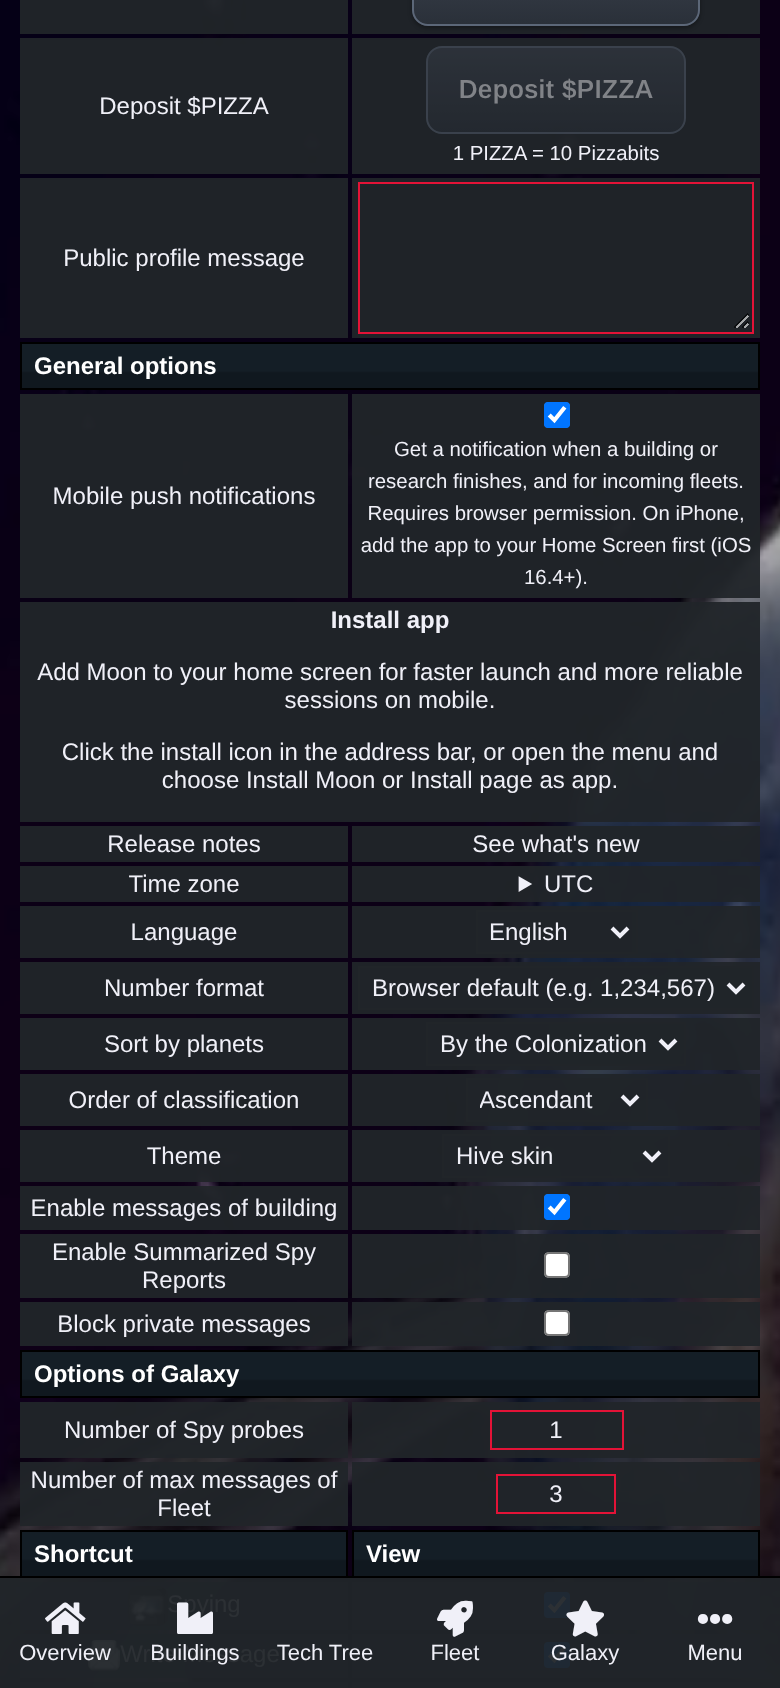 Deposit $PIZZA
Deposit $PIZZA
1 PIZZA = 10 Pizzabits
Public profile message
General options
Mobile push notifications
Get a notification when a building or
research finishes, and for incoming fleets.
Requires browser permission. On iPhone,
add the app to your Home Screen first (iOS
16.4+).
Install app
Add Moon to your home screen for faster launch and more reliable
sessions on mobile.
Click the install icon in the address bar, or open the menu and
choose Install Moon or Install page as app.
Release notes
See what's new
Time zone
▶ UTC
Language
English
Number format
Browser default (e.g. 1,234,567)
Sort by planets
By the Colonization
Order of classification
Ascendant
Theme
Hive skin
Enable messages of building
Enable Summarized Spy
Reports
Block private messages
Options of Galaxy
Number of Spy probes
1
Number of max messages of
Fleet
3
Shortcut
View
Spying
Overview
Buildings
Tech Tree
Fleet
Galaxy
Menu